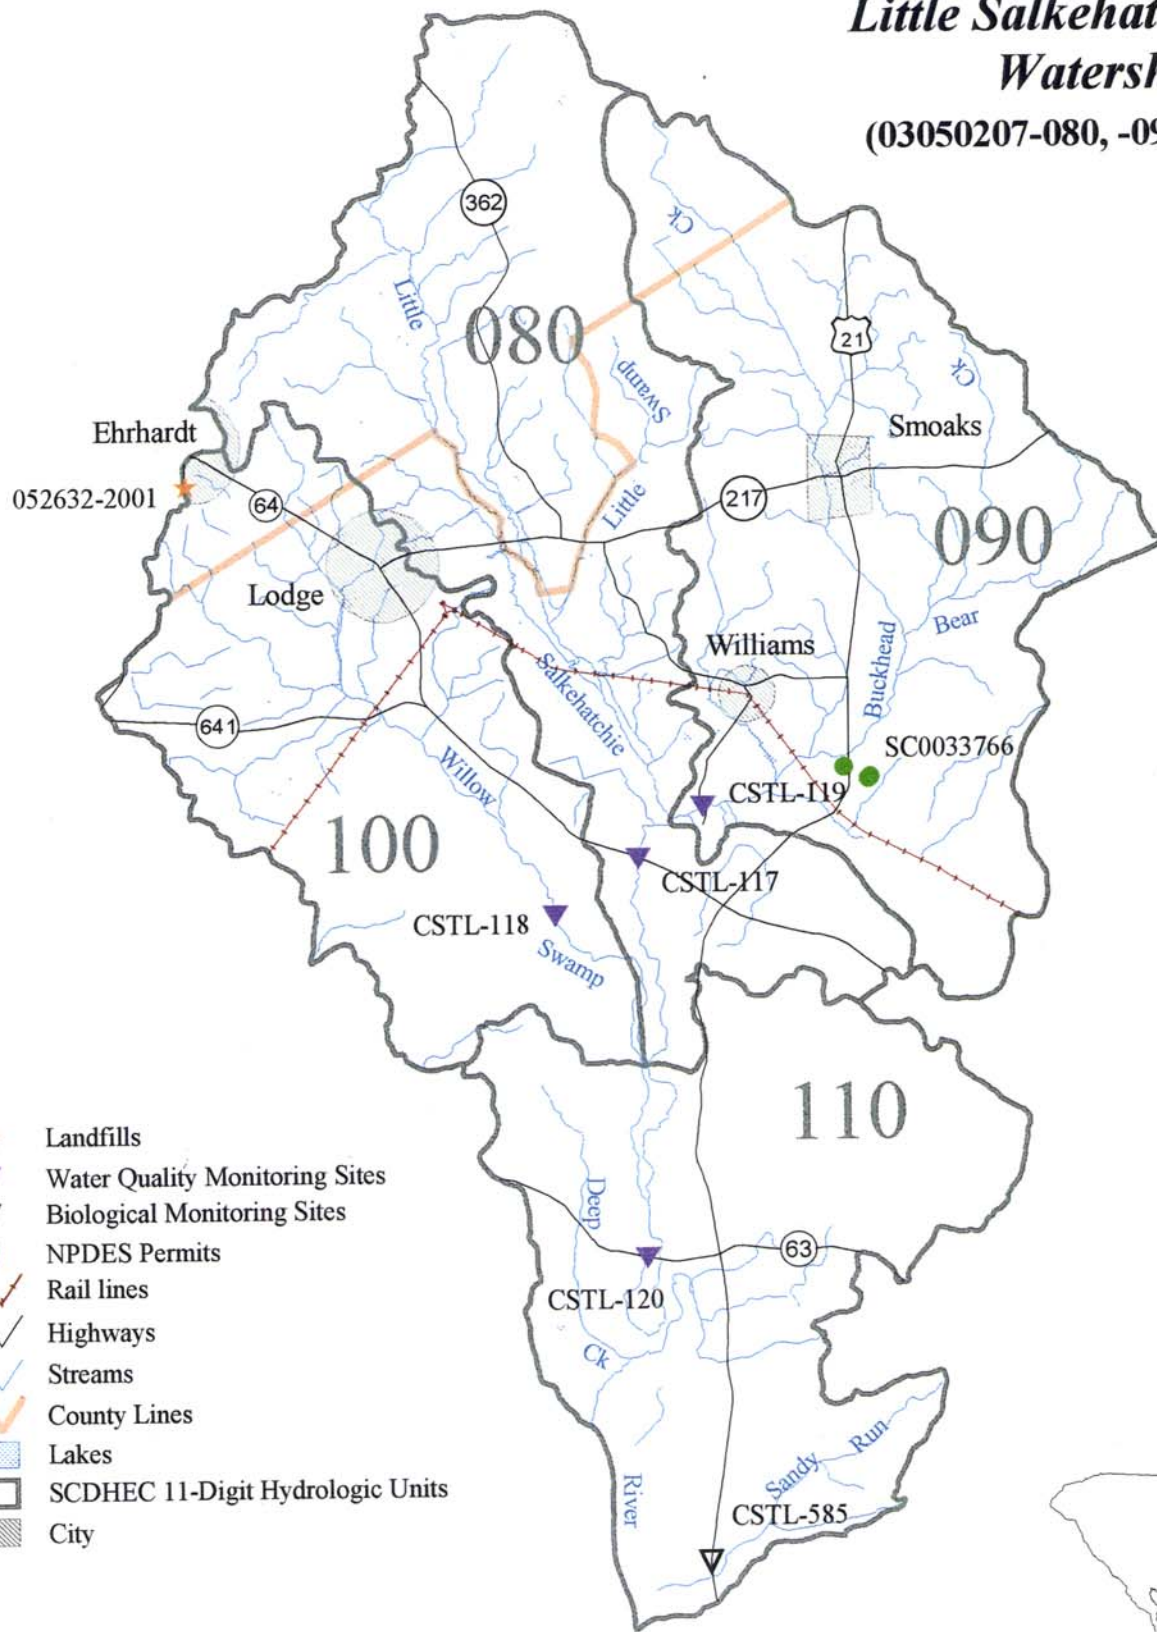 Little Salkehat
Watersh
(03050207-080, -09
362
Ck
Little
080
21
Swamp
Ck
Ehrhardt
Smoaks
052632-2001
64
217
Little
090
Lodge
Bear
Williams
Buckhead
Salkehatchie
641
SC0033766
Willow
CSTL-119
100
CSTL-117
CSTL-118
Swamp
110
Landfills
Water Quality Monitoring Sites
Deep
Biological Monitoring Sites
NPDES Permits
63
Rail lines
CSTL-120
Highways
Ck
Streams
County Lines
Run
Lakes
Sandy
SCDHEC 11-Digit Hydrologic Units
River
CSTL-585
City